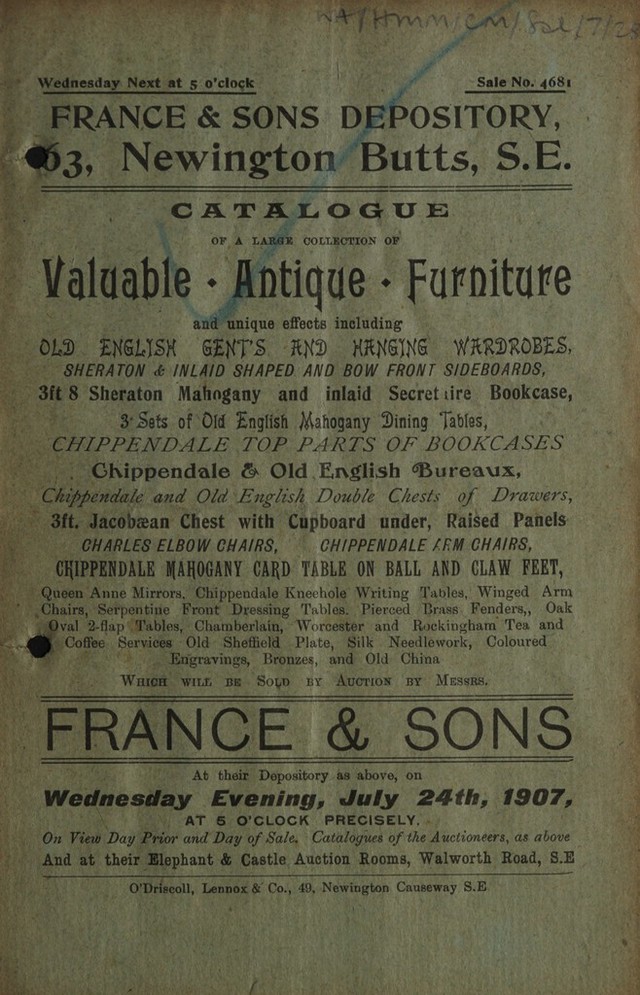 WA/HMM/CM/Sal/7/28
Wednesday Next at 5 o'clock
Sale No. 4681
FRANCE & SONS DEPOSITORY,
63, Newington Butts, S.E.
CATALOGUE
OF A LARGE COLLECTION OF
Valuable · Antique · Furniture
and unique effects including
OLD ENGLISH GENT'S AND HANGING WARDROBES,
SHERATON & INLAID SHAPED AND BOW FRONT SIDEBOARDS,
3ft 8 Sheraton Mahogany and inlaid Secretaire Bookcase,
3 Sets of Old English Mahogany Dining Tables,
CHIPPENDALE TOP PARTS OF BOOKCASES
Chippendale & Old English Bureaux,
Chippendale and Old English Double Chests of Drawers,
3ft. Jacobæan Chest with Cupboard under, Raised Panels
CHARLES ELBOW CHAIRS, CHIPPENDALE ARM CHAIRS,
CHIPPENDALE MAHOGANY CARD TABLE ON BALL AND CLAW FEET,
Queen Anne Mirrors, Chippendale Kneehole Writing Tables, Winged Arm
Chairs, Serpentine Front Dressing Tables. Pierced Brass Fenders,, Oak
Oval 2-flap Tables, Chamberlain, Worcester and Rockingham Tea and
Coffee Services Old Sheffield Plate, Silk Needlework, Coloured
Engravings, Bronzes, and Old China
WHICH WILL BE SOLD BY AUCTION BY MESSRS.
FRANCE & SONS
At their Depository as above, on
Wednesday Evening, July 24th, 1907,
AT 5 O'CLOCK PRECISELY.
On View Day Prior and Day of Sale. Catalogues of the Auctioneers, as above
And at their Elephant & Castle Auction Rooms, Walworth Road, S.E
O'Driscoll, Lennox & Co., 49, Newington Causeway S.E